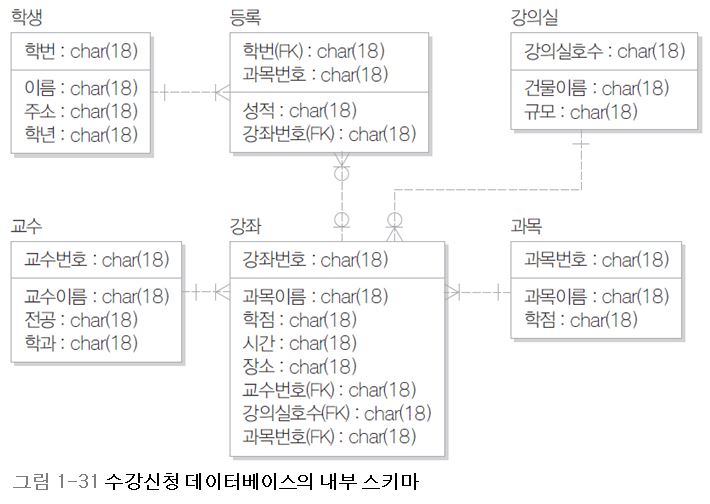 학생
학번 : char(18)
이름 : char(18)
주소 : char(18)
학년 : char(18)
등록
학번(FK) : char(18)
과목번호 : char(18)
성적 : char(18)
강좌번호(FK) : char(18)
강의실
강의실호수 : char(18)
건물이름 : char(18)
규모 : char(18)
교수
교수번호 : char(18)
교수이름 : char(18)
전공 : char(18)
학과 : char(18)
강좌
강좌번호 : char(18)
과목이름 : char(18)
학점 : char(18)
시간 : char(18)
장소 : char(18)
교수번호(FK) : char(18)
강의실호수(FK) : char(18)
과목번호(FK) : char(18)
과목
과목번호 : char(18)
과목이름 : char(18)
학점 : char(18)
그림 1-31 수강신청 데이터베이스의 내부 스키마